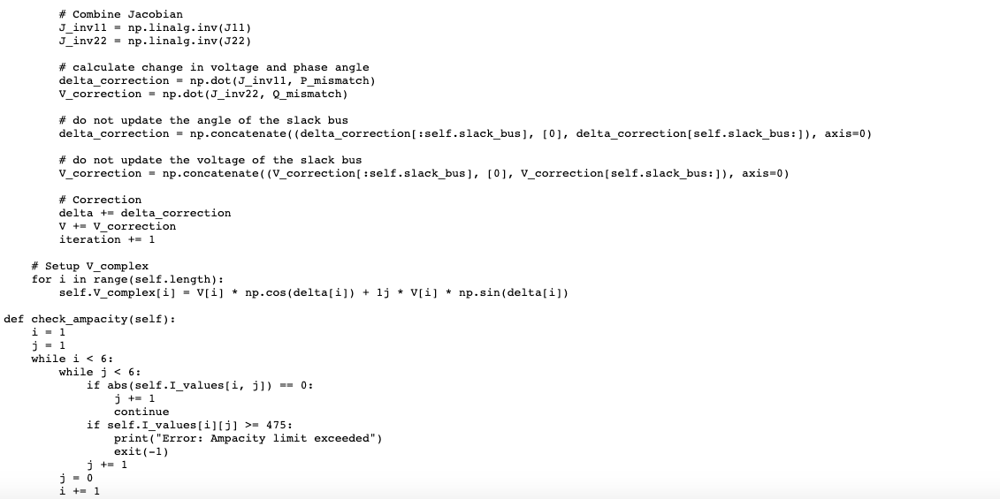 # Combine Jacobian
J_inv11 = np.linalg.inv(J11)
J_inv22 = np.linalg.inv(J22)
# calculate change in voltage and phase angle
delta_correction = np.dot(J_inv11, P_mismatch)
V_correction = np.dot(J_inv22, Q_mismatch)
# do not update the angle of the slack bus
delta_correction = np.concatenate((delta_correction[:self.slack_bus], [0], delta_correction[self.slack_bus:]), axis=0)
# do not update the voltage of the slack bus
V_correction = np.concatenate((V_correction[:self.slack_bus], [0], V_correction[self.slack_bus:]), axis=0)
# Correction
delta += delta_correction
V += V_correction
iteration += 1
# Setup V_complex
for i in range(self.length):
self.V_complex[i] = V[i] * np.cos(delta[i]) + 1j * V[i] * np.sin(delta[i])
def check_ampacity(self):
i = 1
j = 1
while i < 6:
while j < 6:
if abs(self.I_values[i, j]) == 0:
j += 1
continue
if self.I_values[i][j] >= 475:
print("Error: Ampacity limit exceeded")
exit(-1)
j += 1
j = 0
i += 1